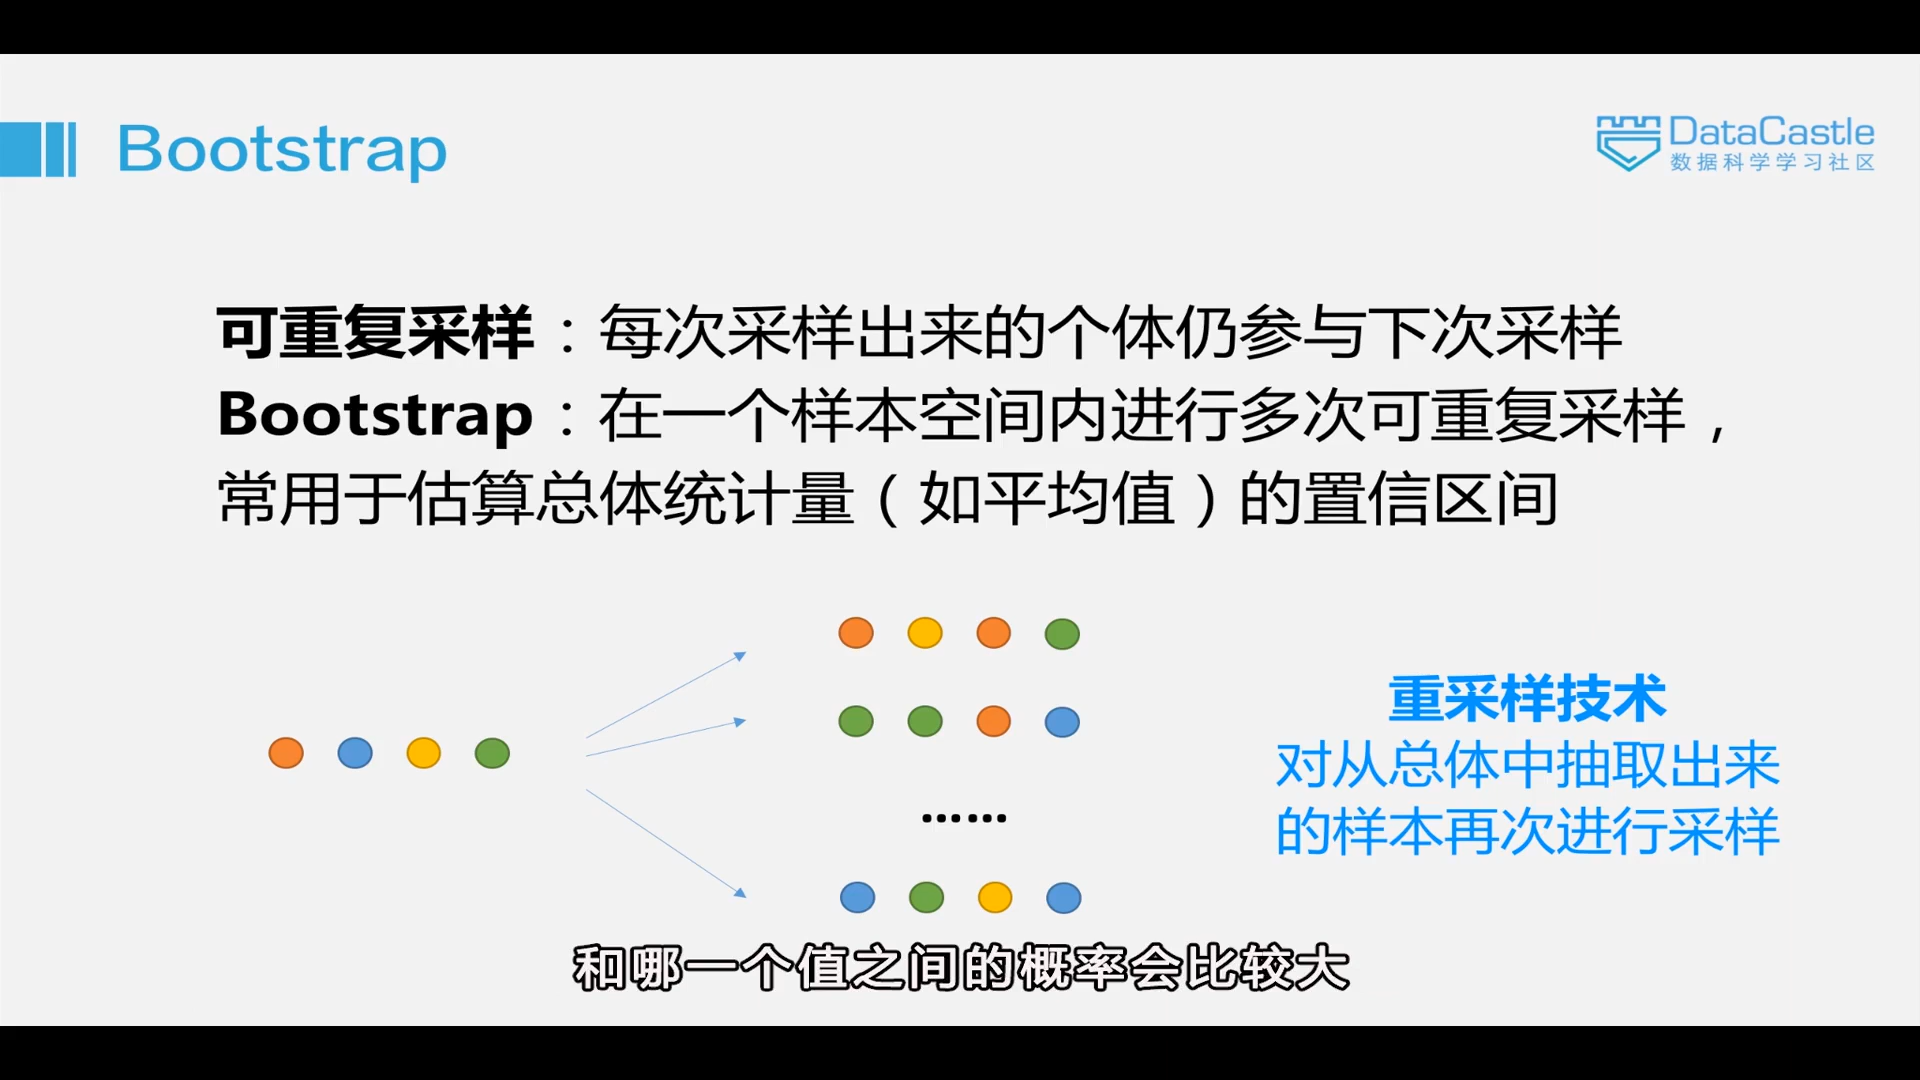 Bootstrap
DataCastle
数据科学学习社区
可重复采样：每次采样出来的个体仍参与下次采样
Bootstrap：在一个样本空间内进行多次可重复采样，
常用于估算总体统计量（如平均值）的置信区间
……
重采样技术
对从总体中抽取出来
的样本再次进行采样
和哪一个值之间的概率会比较大